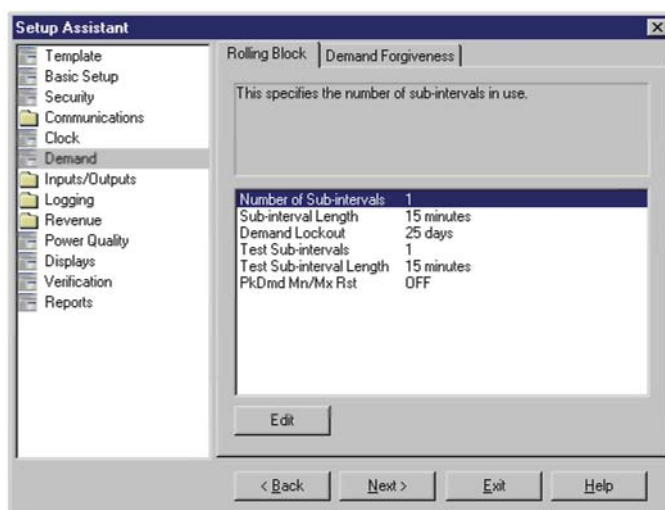 Setup Assistant
Template
Basic Setup
Security
Communications
Clock
Demand
Inputs/Outputs
Logging
Revenue
Power Quality
Displays
Verification
Reports
Rolling Block
Demand Forgiveness
This specifies the number of sub-intervals in use.
Number of Sub-intervals 1
Sub-interval Length 15 minutes
Demand Lockout 25 days
Test Sub-intervals 1
Test Sub-interval Length 15 minutes
PkDmd Mn/Mx Rst OFF
Edit
< Back
Next >
Exit
Help